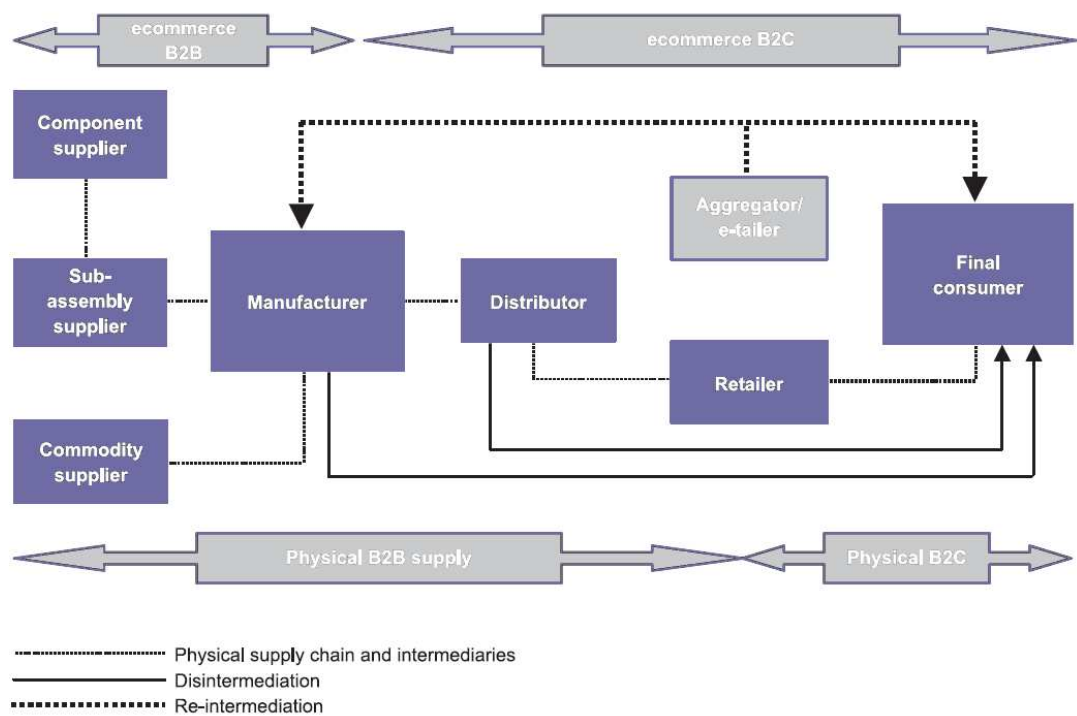 ecommerce
B2B
ecommerce B2C
Component
supplier
Aggregator/
e-tailer
Sub-
assembly
supplier
Manufacturer
Distributor
Final
consumer
Retailer
Commodity
supplier
Physical B2B supply
Physical B2C
Physical supply chain and intermediaries
Disintermediation
Re-intermediation